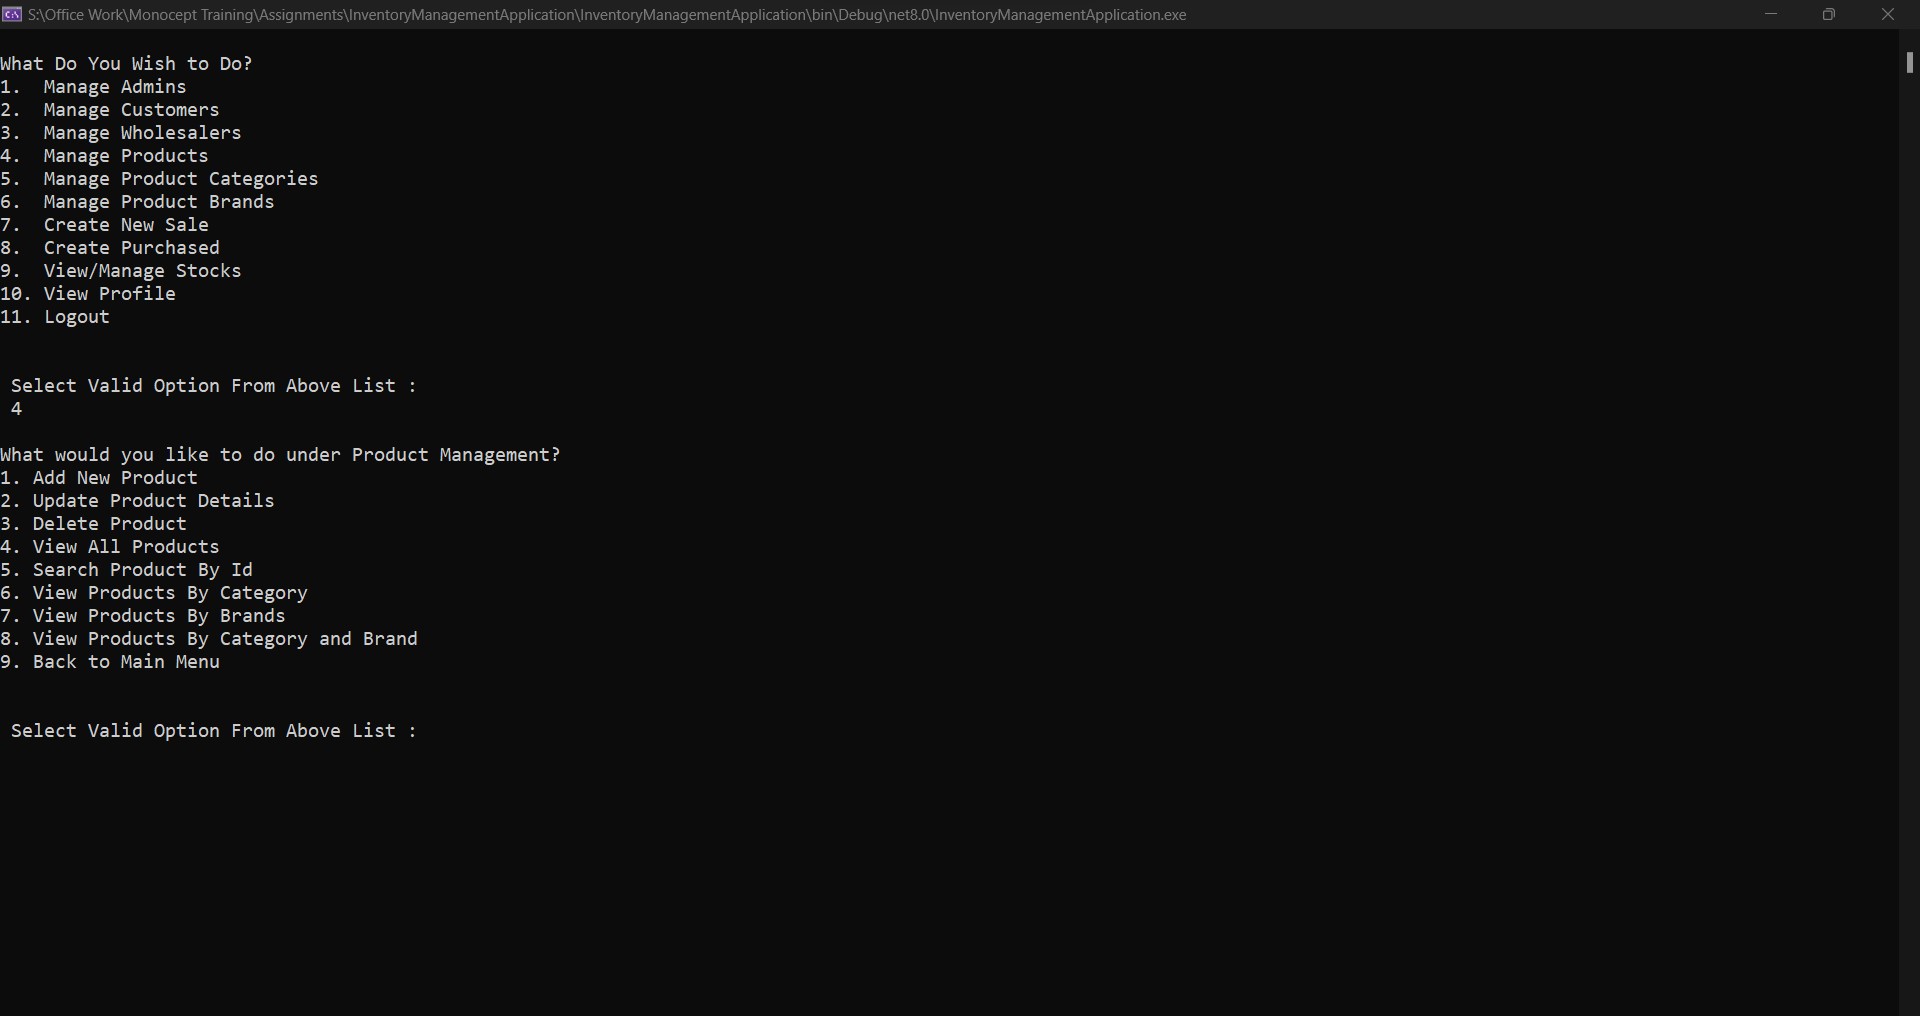 S:\Office Work\Monocept Training\Assignments\InventoryManagementApplication\InventoryManagementApplication\bin\Debug\net8.0\InventoryManagementApplication.exe
What Do You Wish to Do?
1.  Manage Admins
2.  Manage Customers
3.  Manage Wholesalers
4.  Manage Products
5.  Manage Product Categories
6.  Manage Product Brands
7.  Create New Sale
8.  Create Purchased
9.  View/Manage Stocks
10. View Profile
11. Logout
Select Valid Option From Above List :
4
What would you like to do under Product Management?
1. Add New Product
2. Update Product Details
3. Delete Product
4. View All Products
5. Search Product By Id
6. View Products By Category
7. View Products By Brands
8. View Products By Category and Brand
9. Back to Main Menu
Select Valid Option From Above List :